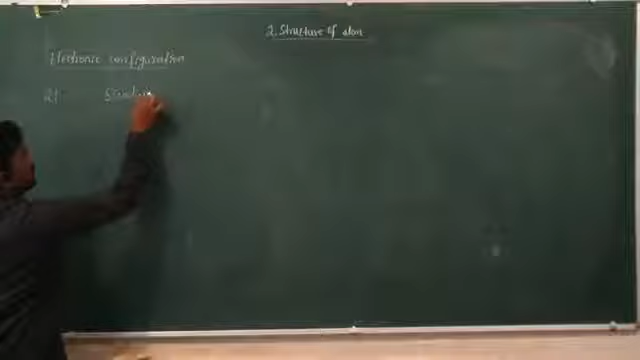 2. Structure of atom
Electronic configuration
21